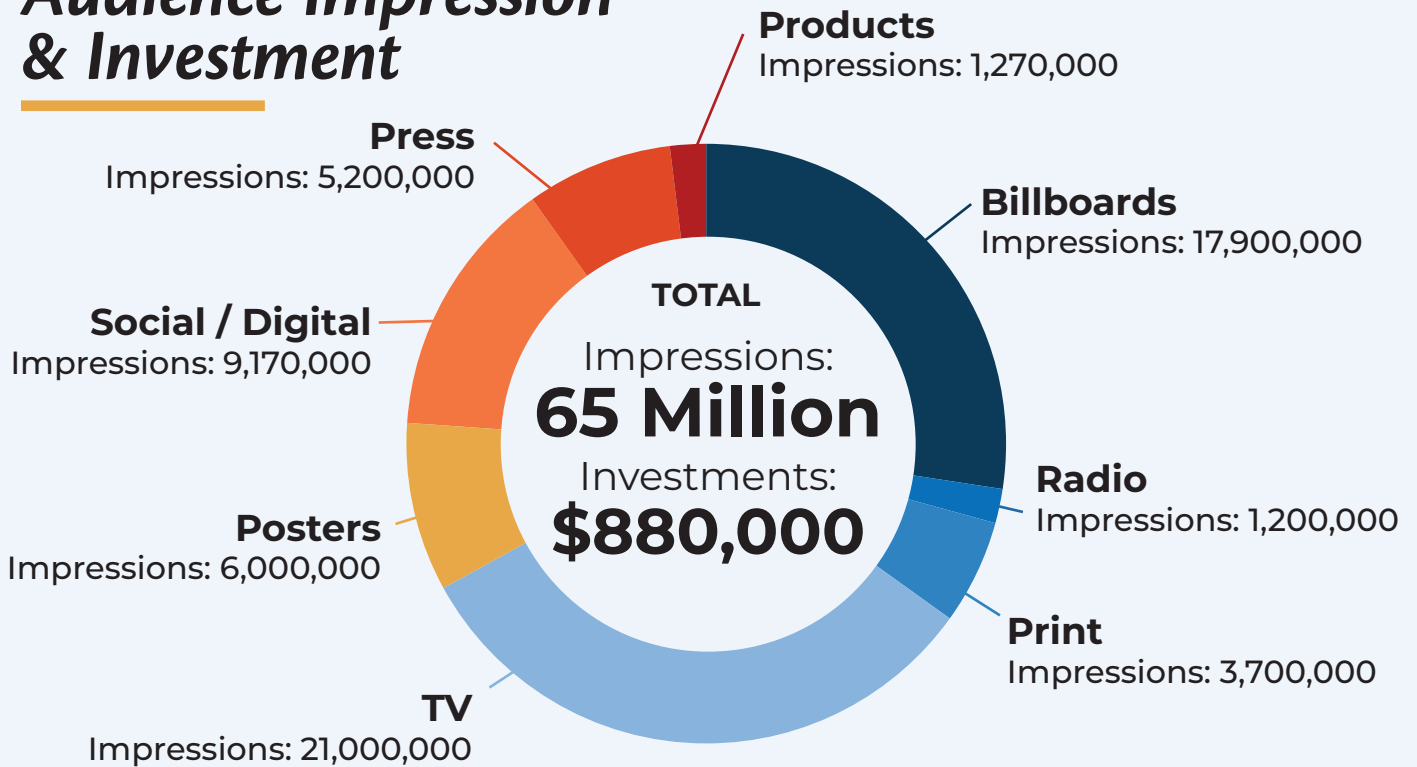 Audience Impression
& Investment
Products
Impressions: 1,270,000
Press
Impressions: 5,200,000
Billboards
Impressions: 17,900,000
Social / Digital
Impressions: 9,170,000
TOTAL
Impressions:
65 Million
Investments:
$880,000
Radio
Impressions: 1,200,000
Posters
Impressions: 6,000,000
Print
Impressions: 3,700,000
TV
Impressions: 21,000,000